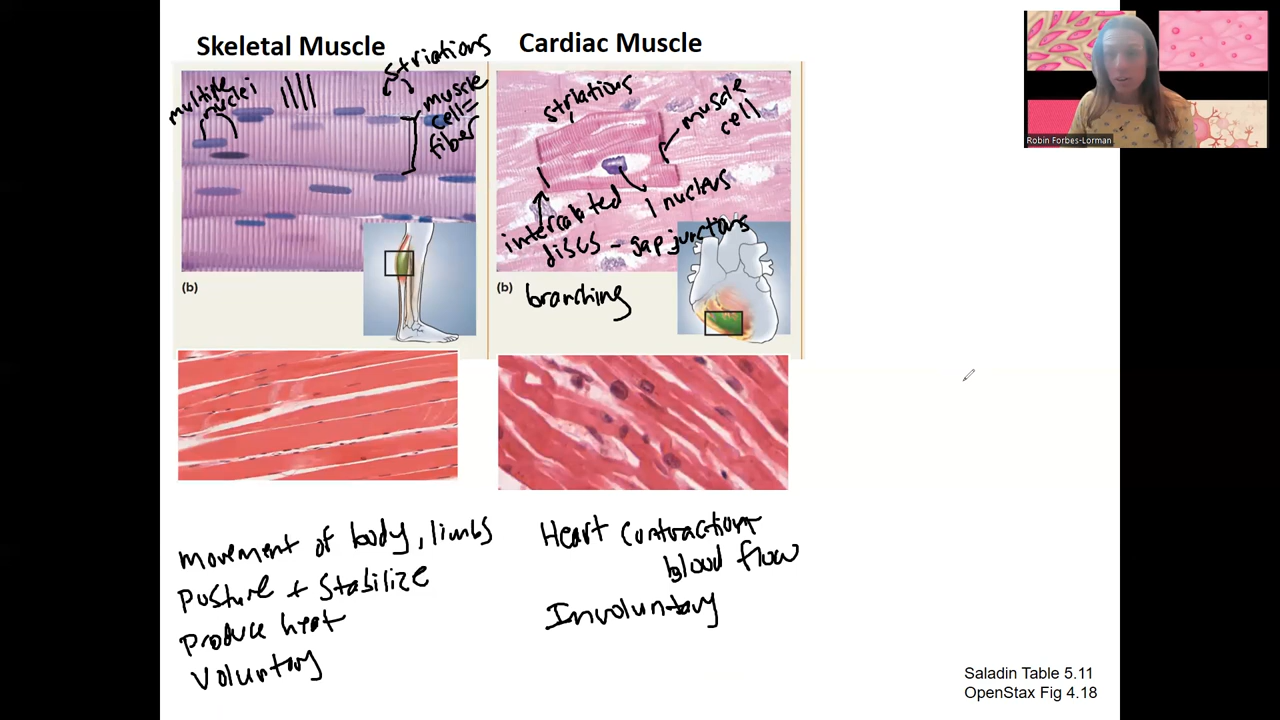 Skeletal Muscle
multiple
nuclei
striations
muscle
cell=
fiber
(b)
movement of body, limbs
Posture + Stabilize
produce heat
Voluntary
Cardiac Muscle
striations
muscle
cell
1 nucleus
intercalated
discs - gap junctions
(b)
branching
Heart contraction
blood flow
Involuntary
Robin Forbes-Lorman
Saladin Table 5.11
OpenStax Fig 4.18